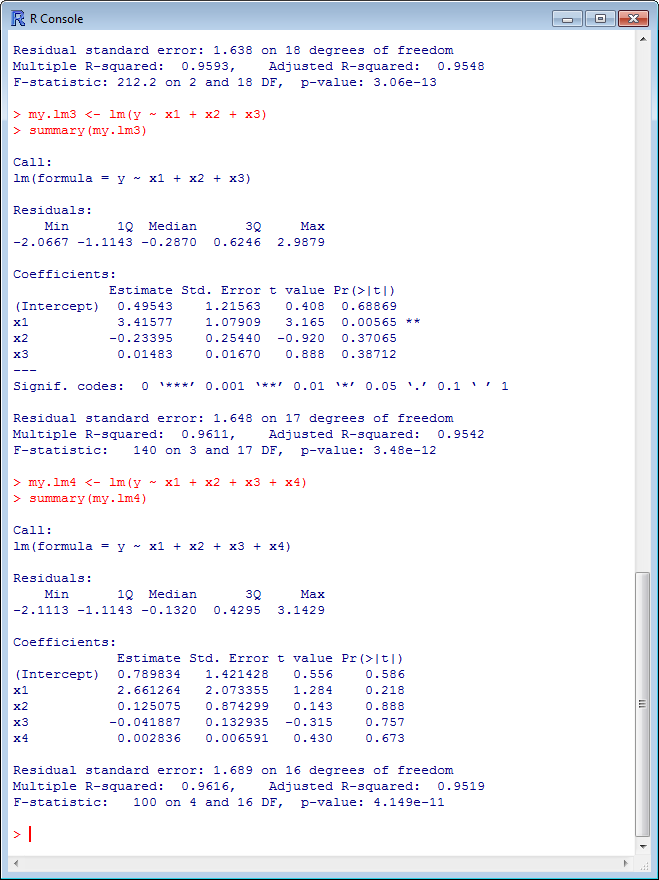 R Console
Residual standard error: 1.638 on 18 degrees of freedom
Multiple R-squared:  0.9593,    Adjusted R-squared:  0.9548
F-statistic: 212.2 on 2 and 18 DF,  p-value: 3.06e-13
> my.lm3 <- lm(y ~ x1 + x2 + x3)
> summary(my.lm3)
Call:
lm(formula = y ~ x1 + x2 + x3)
Residuals:
    Min      1Q  Median      3Q     Max
-2.0667 -1.1143 -0.2870  0.6246  2.9879
Coefficients:
            Estimate Std. Error t value Pr(>|t|)
(Intercept)  0.49543    1.21563   0.408  0.68869
x1           3.41577    1.07909   3.165  0.00565 **
x2          -0.23395    0.25440  -0.920  0.37065
x3           0.01483    0.01670   0.888  0.38712
---
Signif. codes:  0 ‘***’ 0.001 ‘**’ 0.01 ‘*’ 0.05 ‘.’ 0.1 ‘ ’ 1
Residual standard error: 1.648 on 17 degrees of freedom
Multiple R-squared:  0.9611,    Adjusted R-squared:  0.9542
F-statistic:   140 on 3 and 17 DF,  p-value: 3.48e-12
> my.lm4 <- lm(y ~ x1 + x2 + x3 + x4)
> summary(my.lm4)
Call:
lm(formula = y ~ x1 + x2 + x3 + x4)
Residuals:
    Min      1Q  Median      3Q     Max
-2.1113 -1.1143 -0.1320  0.4295  3.1429
Coefficients:
             Estimate Std. Error t value Pr(>|t|)
(Intercept)  0.789834   1.421428   0.556    0.586
x1           2.661264   2.073355   1.284    0.218
x2           0.125075   0.874299   0.143    0.888
x3          -0.041887   0.132935  -0.315    0.757
x4           0.002836   0.006591   0.430    0.673
Residual standard error: 1.689 on 16 degrees of freedom
Multiple R-squared:  0.9616,    Adjusted R-squared:  0.9519
F-statistic:   100 on 4 and 16 DF,  p-value: 4.149e-11
>